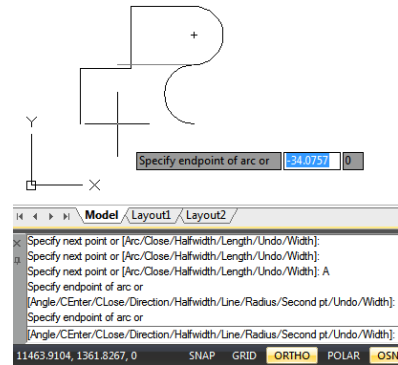 Y
Specify endpoint of arc or -34.0757 0
X
Model Layout1 Layout2
Specify next point or [Arc/Close/Halfwidth/Length/Undo/Width]:
Specify next point or [Arc/Close/Halfwidth/Length/Undo/Width]:
Specify next point or [Arc/Close/Halfwidth/Length/Undo/Width]: A
Specify endpoint of arc or
[Angle/CEnter/CLose/Direction/Halfwidth/Line/Radius/Second pt/Undo/Width]:
Specify endpoint of arc or
[Angle/CEnter/CLose/Direction/Halfwidth/Line/Radius/Second pt/Undo/Width]:
11463.9104, 1361.8267, 0 SNAP GRID ORTHO POLAR OSN